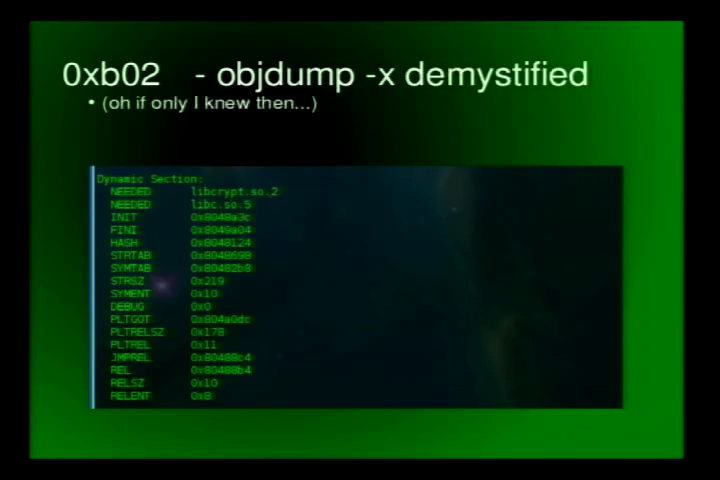 0xb02 - objdump -x demystified
• (oh if only I knew then...)
Dynamic Section:
NEEDED libcrypt.so.2
NEEDED libc.so.5
INIT 0x8048a3c
FINI 0x8049a04
HASH 0x8048124
STRTAB 0x8048698
SYMTAB 0x80482b8
STRSZ 0x219
SYMENT 0x10
DEBUG 0x0
PLTGOT 0x804a0dc
PLTRELSZ 0x178
PLTREL 0x11
JMPREL 0x80488c4
REL 0x80488b4
RELSZ 0x10
RELENT 0x8